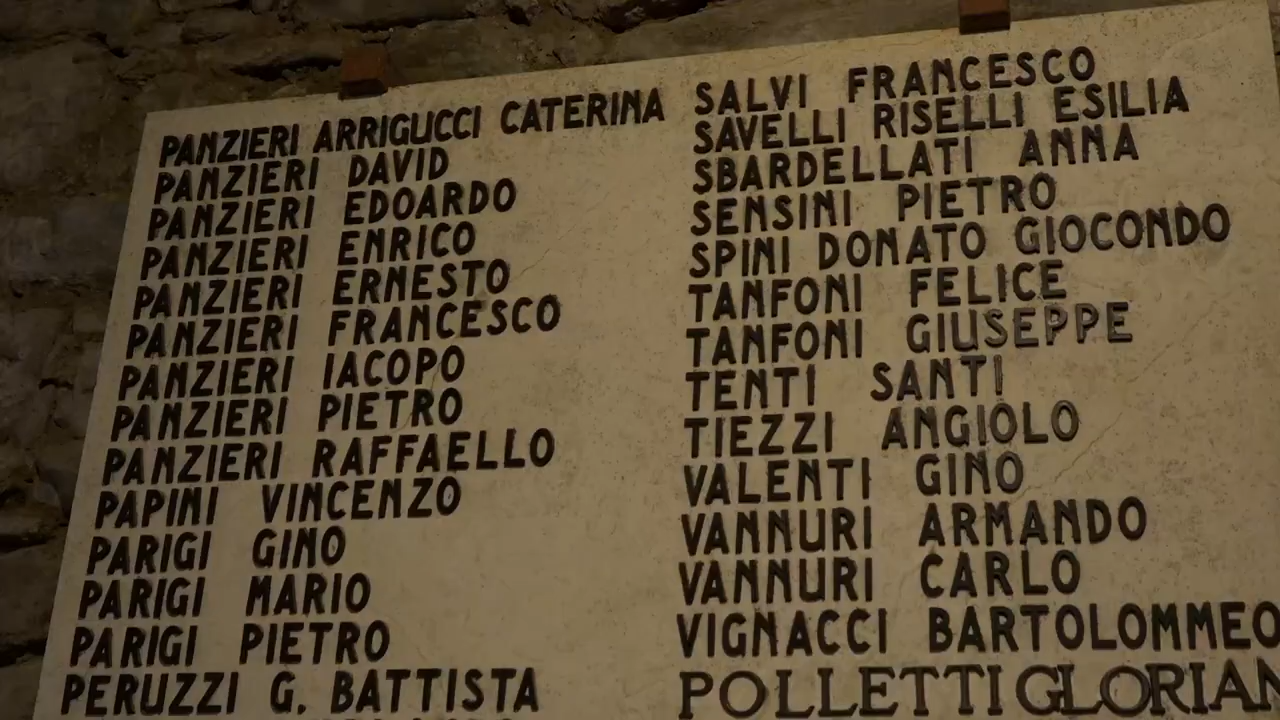 PANZIERI ARRIGUCCI CATERINA
PANZIERI DAVID
PANZIERI EDOARDO
PANZIERI ENRICO
PANZIERI ERNESTO
PANZIERI FRANCESCO
PANZIERI IACOPO
PANZIERI PIETRO
PANZIERI RAFFAELLO
PAPINI VINCENZO
PARIGI GINO
PARIGI MARIO
PARIGI PIETRO
PERUZZI G. BATTISTA
SALVI FRANCESCO
SAVELLI RISELLI ESILIA
SBARDELLATI ANNA
SENSINI PIETRO
SPINI DONATO GIOCONDO
TANFONI FELICE
TANFONI GIUSEPPE
TENTI SANTI
TIEZZI ANGIOLO
VALENTI GINO
VANNURI ARMANDO
VANNURI CARLO
VIGNACCI BARTOLOMMEO
POLLETTI GLORIAN